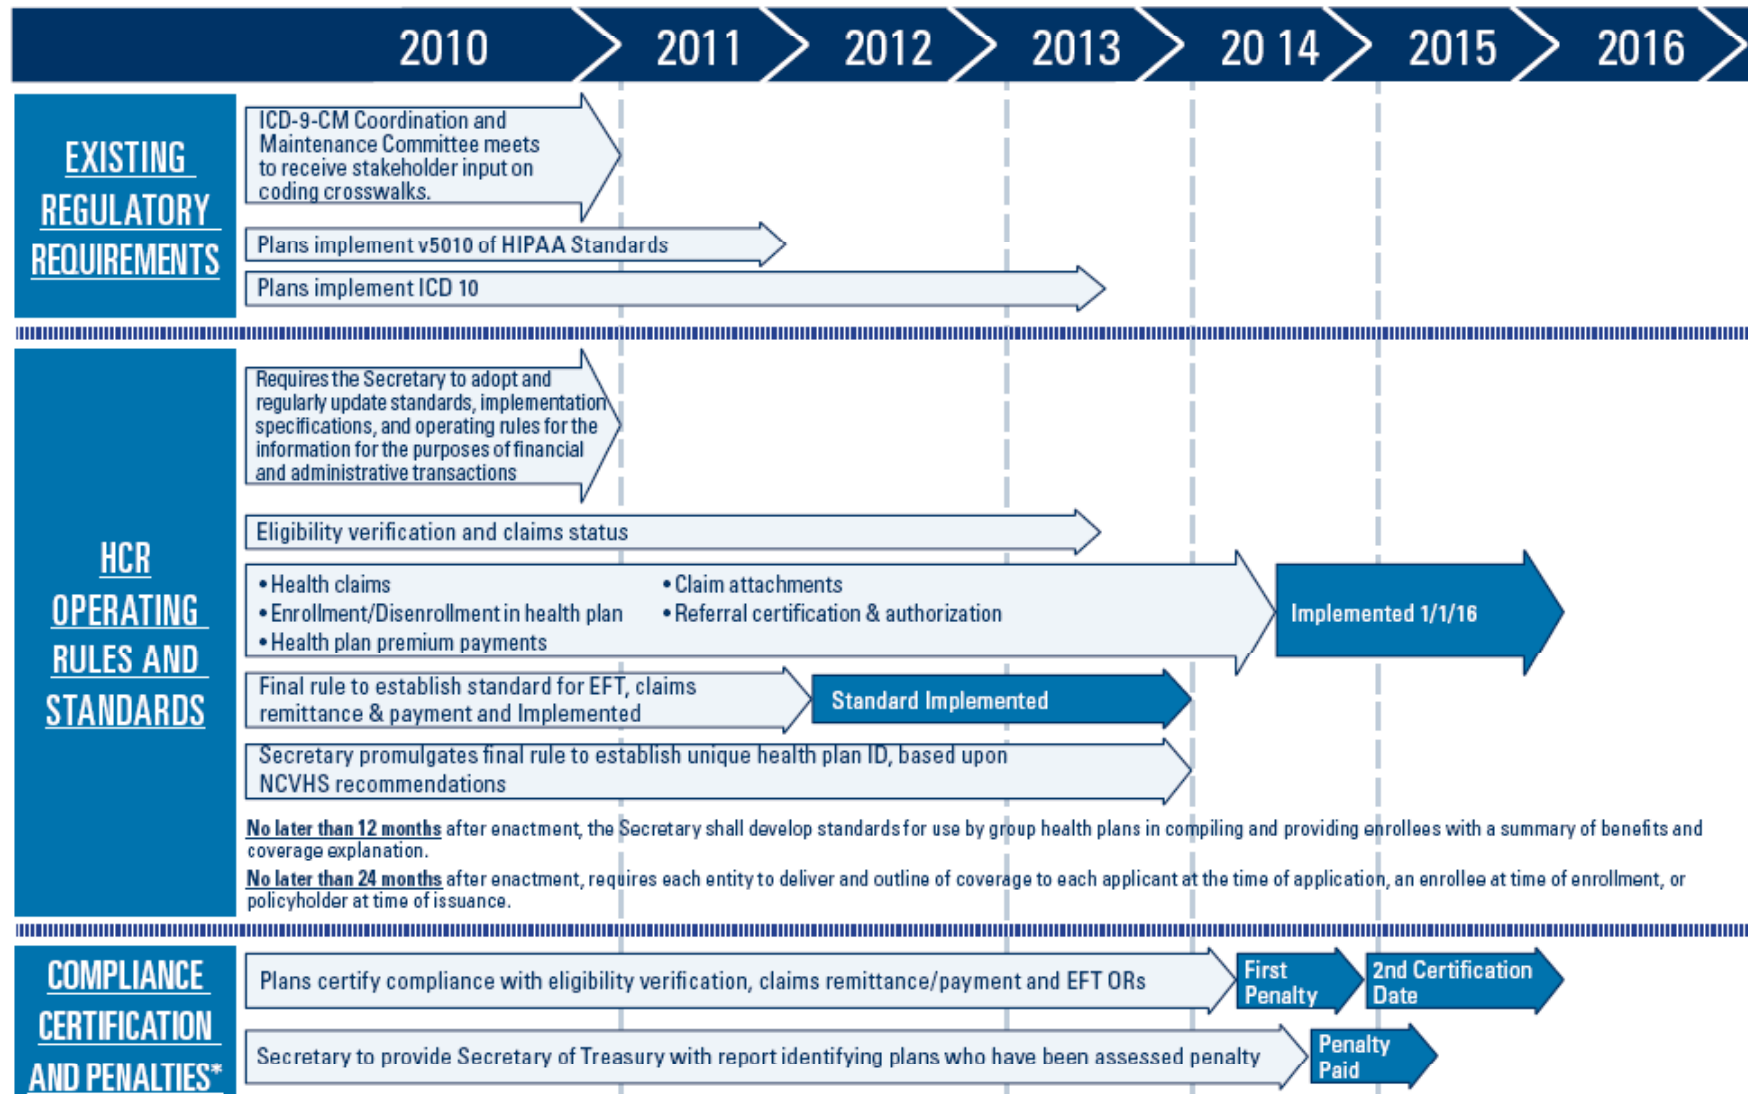 2010 2011 2012 2013 20 14 2015 2016
EXISTING
REGULATORY
REQUIREMENTS
ICD-9-CM Coordination and
Maintenance Committee meets
to receive stakeholder input on
coding crosswalks.
Plans implement v5010 of HIPAA Standards
Plans implement ICD 10
HCR
OPERATING
RULES AND
STANDARDS
Requires the Secretary to adopt and
regularly update standards, implementation
specifications, and operating rules for the
information for the purposes of financial
and administrative transactions
Eligibility verification and claims status
• Health claims
• Enrollment/Disenrollment in health plan
• Health plan premium payments
• Claim attachments
• Referral certification & authorization
Implemented 1/1/16
Final rule to establish standard for EFT, claims
remittance & payment and Implemented
Standard Implemented
Secretary promulgates final rule to establish unique health plan ID, based upon
NCVHS recommendations
No later than 12 months after enactment, the Secretary shall develop standards for use by group health plans in compiling and providing enrollees with a summary of benefits and
coverage explanation.
No later than 24 months after enactment, requires each entity to deliver and outline of coverage to each applicant at the time of application, an enrollee at time of enrollment, or
policyholder at time of issuance.
COMPLIANCE
CERTIFICATION
AND PENALTIES*
Plans certify compliance with eligibility verification, claims remittance/payment and EFT ORs
First
Penalty
2nd Certification
Date
Secretary to provide Secretary of Treasury with report identifying plans who have been assessed penalty
Penalty
Paid